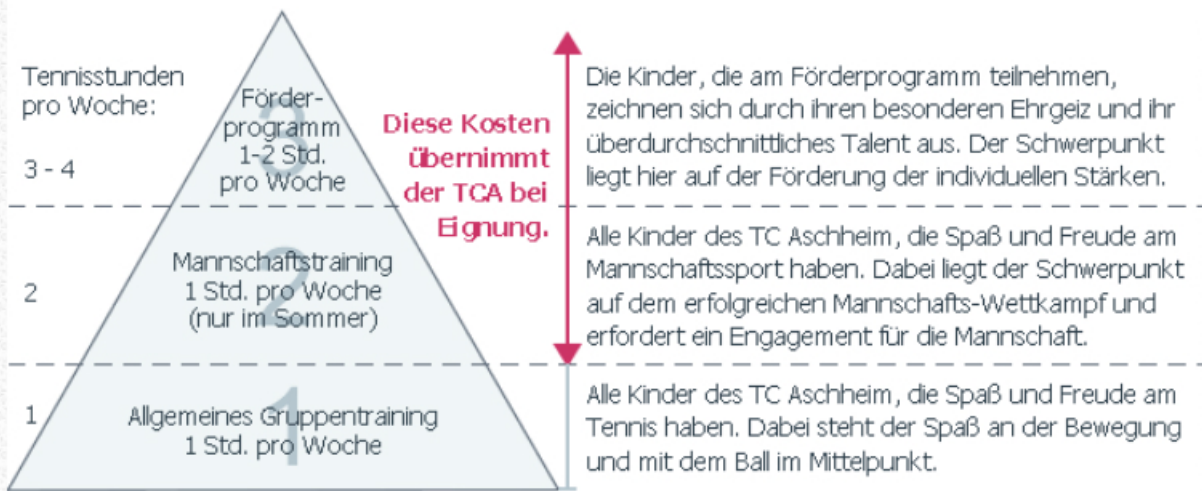 Tennisstunden
pro Woche:
3 - 4
3
Förder-
programm
1-2 Std.
pro Woche
Diese Kosten
übernimmt
der TCA bei
Eignung.
Die Kinder, die am Förderprogramm teilnehmen,
zeichnen sich durch ihren besonderen Ehrgeiz und ihr
überdurchschnittliches Talent aus. Der Schwerpunkt
liegt hier auf der Förderung der individuellen Stärken.
2
2
Mannschaftstraining
1 Std. pro Woche
(nur im Sommer)
Alle Kinder des TC Aschheim, die Spaß und Freude am
Mannschaftssport haben. Dabei liegt der Schwerpunkt
auf dem erfolgreichen Mannschafts-Wettkampf und
erfordert ein Engagement für die Mannschaft.
1
1
Allgemeines Gruppentraining
1 Std. pro Woche
Alle Kinder des TC Aschheim, die Spaß und Freude am
Tennis haben. Dabei steht der Spaß an der Bewegung
und mit dem Ball im Mittelpunkt.